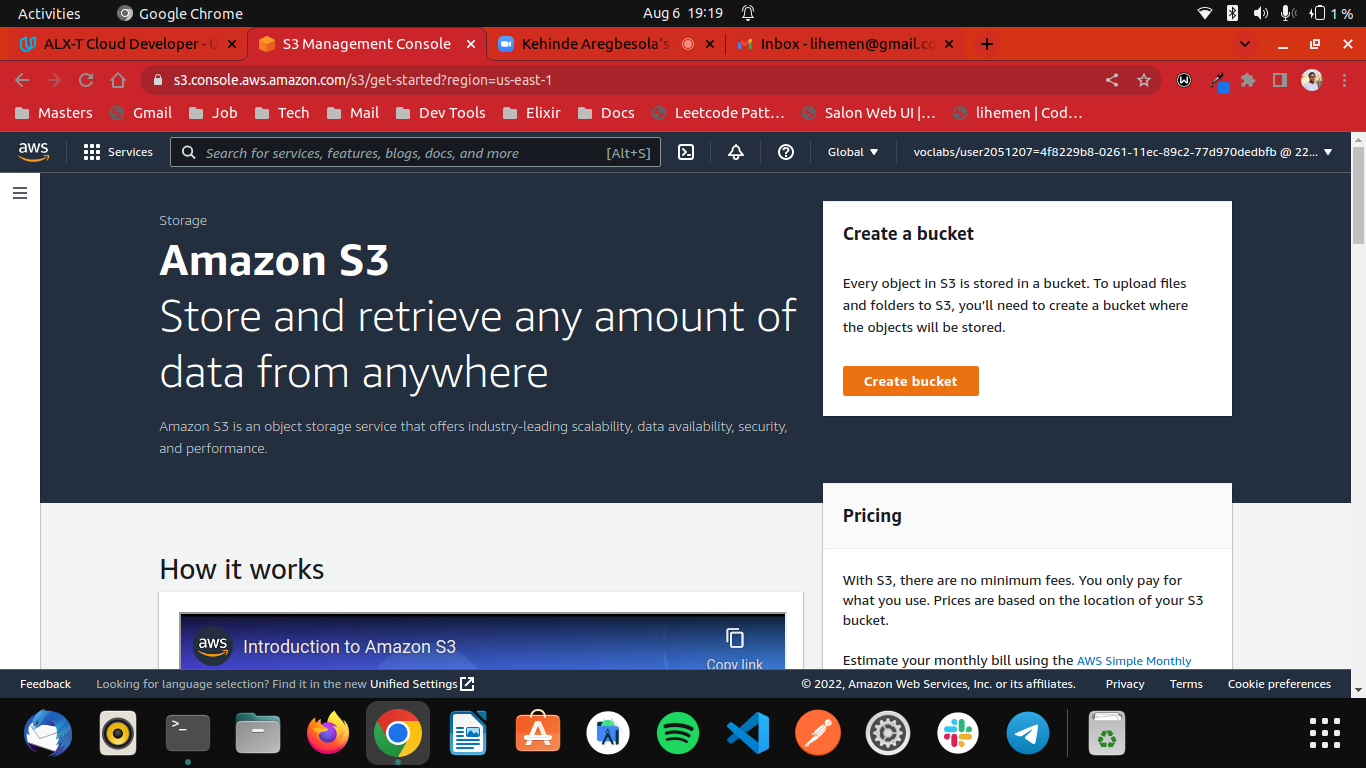 Activities
Google Chrome
Aug 6 19:19
1 %
ALX-T Cloud Developer - U
S3 Management Console
Kehinde Aregbesola's
Inbox - lihemen@gmail.co
s3.console.aws.amazon.com/s3/get-started?region=us-east-1
Masters
Gmail
Job
Tech
Mail
Dev Tools
Elixir
Docs
Leetcode Patt…
Salon Web UI |…
lihemen | Cod…
aws
Services
Search for services, features, blogs, docs, and more
[Alt+S]
Global
voclabs/user2051207=4f8229b8-0261-11ec-89c2-77d970dedbfb @ 22...
Storage
Amazon S3
Store and retrieve any amount of
data from anywhere
Amazon S3 is an object storage service that offers industry-leading scalability, data availability, security,
and performance.
Create a bucket
Every object in S3 is stored in a bucket. To upload files
and folders to S3, you'll need to create a bucket where
the objects will be stored.
Create bucket
Pricing
With S3, there are no minimum fees. You only pay for
what you use. Prices are based on the location of your S3
bucket.
Estimate your monthly bill using the AWS Simple Monthly
How it works
aws
Introduction to Amazon S3
Copy link
Feedback
Looking for language selection? Find it in the new Unified Settings
© 2022, Amazon Web Services, Inc. or its affiliates.
Privacy
Terms
Cookie preferences